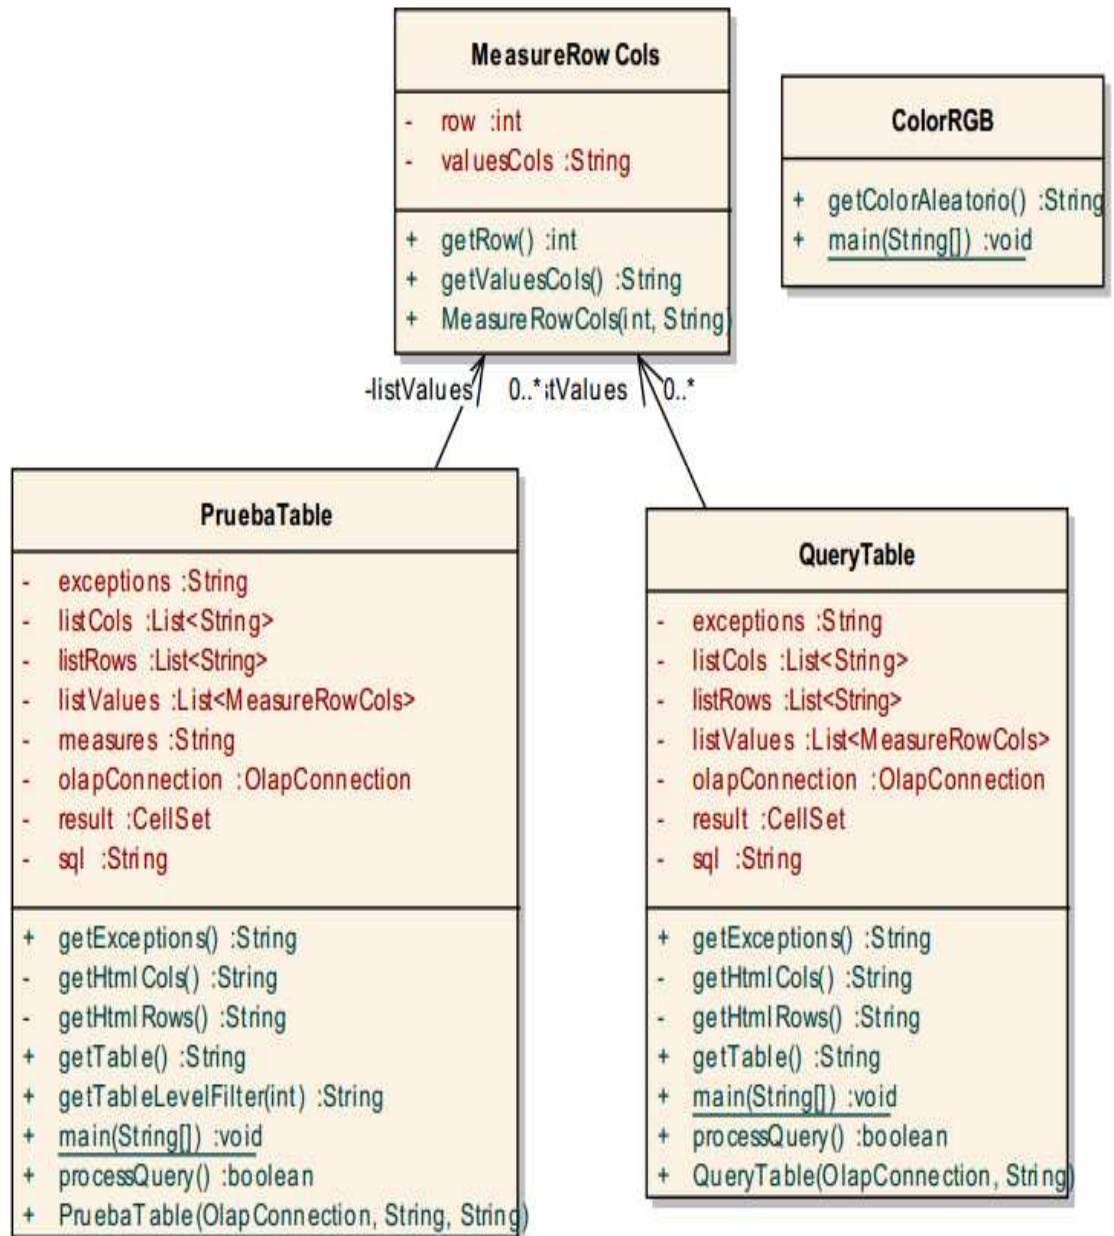 MeasureRowCols
- row :int
- valuesCols :String
+ getRow() :int
+ getValuesCols() :String
+ MeasureRowCols(int, String)
ColorRGB
+ getColorAleatorio() :String
+ main(String[]) :void
-listValues 0..* tValues 0..*
PruebaTable
- exceptions :String
- listCols :List<String>
- listRows :List<String>
- listValues :List<MeasureRowCols>
- measures :String
- olapConnection :OlapConnection
- result :CellSet
- sql :String
+ getExceptions() :String
- getHtmlCols() :String
- getHtmlRows() :String
+ getTable() :String
+ getTableLevelFilter(int) :String
+ main(String[]) :void
+ processQuery() :boolean
+ PruebaTable(OlapConnection, String, String)
QueryTable
- exceptions :String
- listCols :List<String>
- listRows :List<String>
- listValues :List<MeasureRowCols>
- olapConnection :OlapConnection
- result :CellSet
- sql :String
+ getExceptions() :String
- getHtmlCols() :String
- getHtmlRows() :String
+ getTable() :String
+ main(String[]) :void
+ processQuery() :boolean
+ QueryTable(OlapConnection, String)